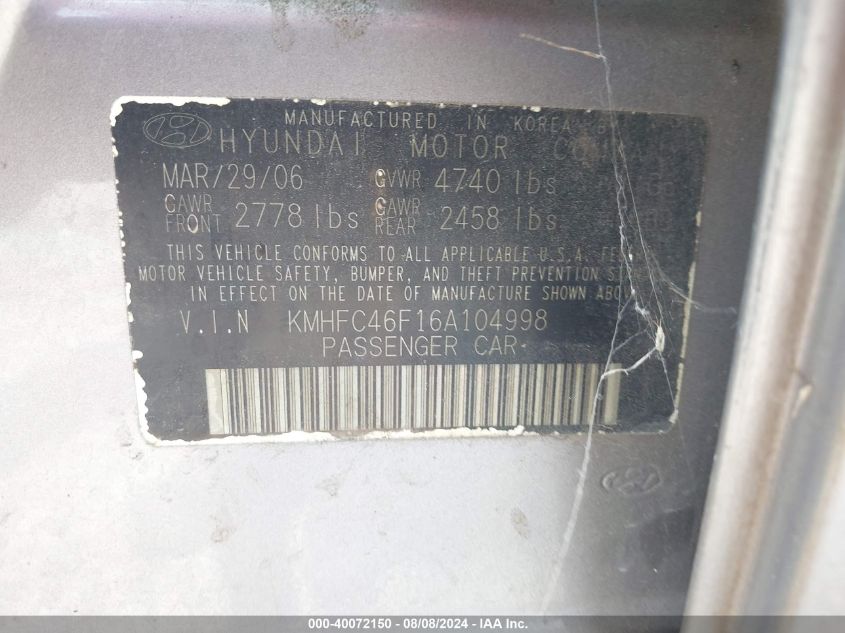 MANUFACTURED IN KOREA BY
HYUNDAI MOTOR
MAR/29/06 GVWR 4740 lbs
GAWR FRONT 2778 lbs GAWR REAR 2458 lbs
THIS VEHICLE CONFORMS TO ALL APPLICABLE U.S.A.
MOTOR VEHICLE SAFETY, BUMPER, AND THEFT PREVENTION
IN EFFECT ON THE DATE OF MANUFACTURE SHOWN ABOVE
V.I.N KMHFC46F16A104998
PASSENGER CAR
000-40072150 - 08/08/2024 - IAA Inc.